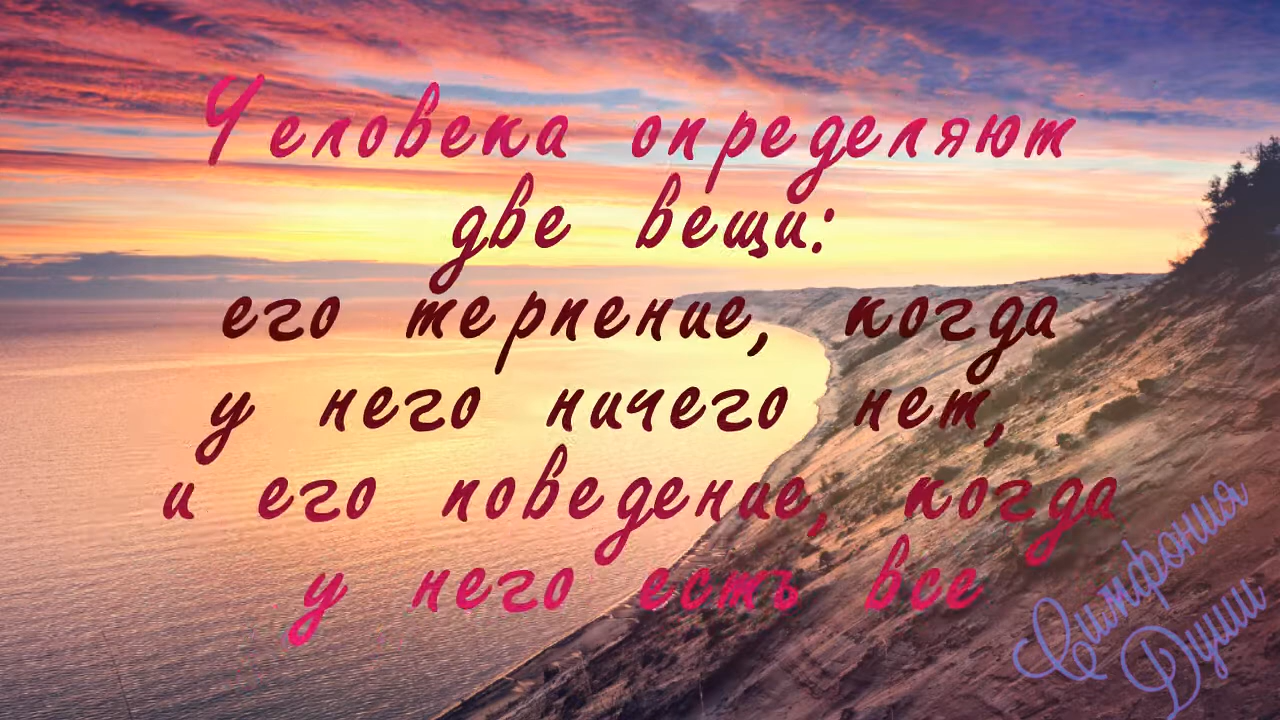 Человека определяют
две вещи:
его терпение, когда
у него ничего нет,
и его поведение, когда
у него есть все
Симфония
Души